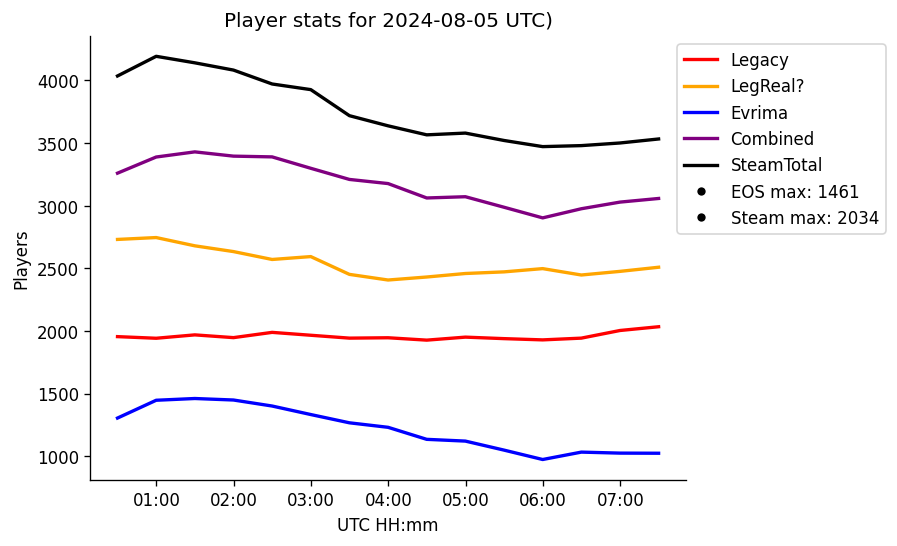 Player stats for 2024-08-05 UTC)
Legacy
LegReal?
Evrima
Combined
SteamTotal
EOS max: 1461
Steam max: 2034
Players
4000
3500
3000
2500
2000
1500
1000
01:00 02:00 03:00 04:00 05:00 06:00 07:00
UTC HH:mm